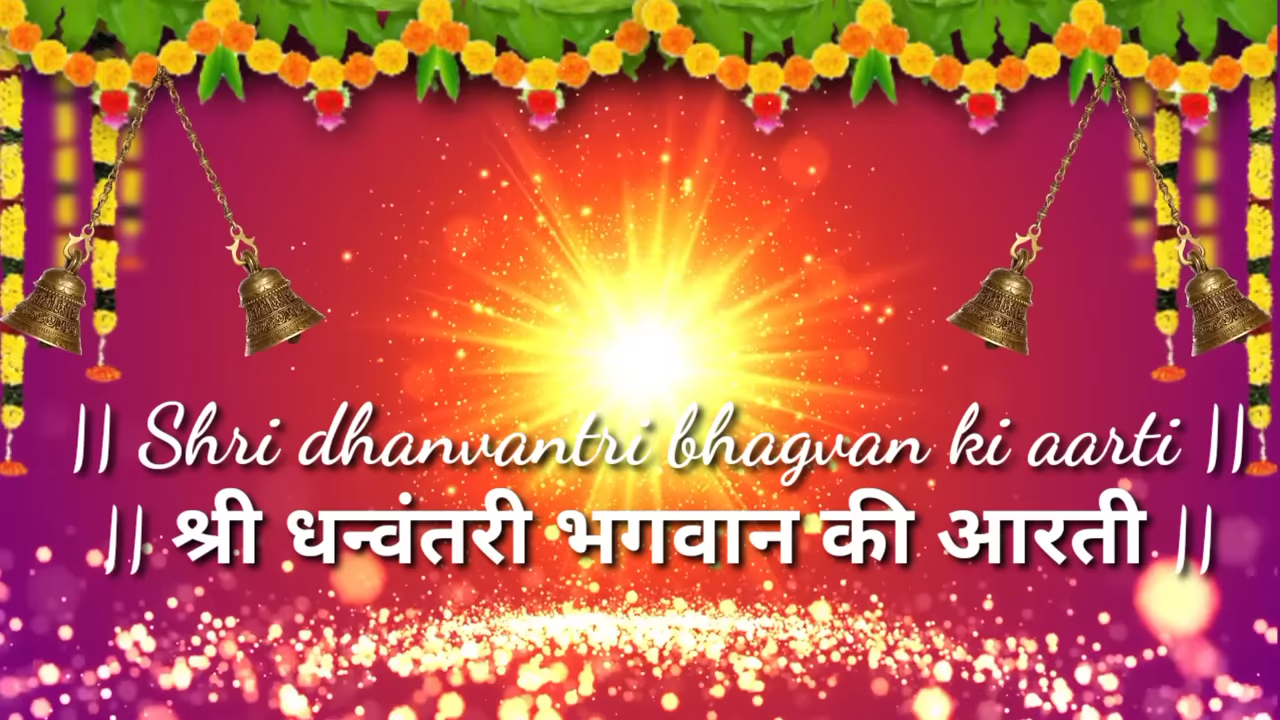 || Shri dhanvantri bhagvan ki aarti ||
|| श्री धन्वंतरी भगवान की आरती ||